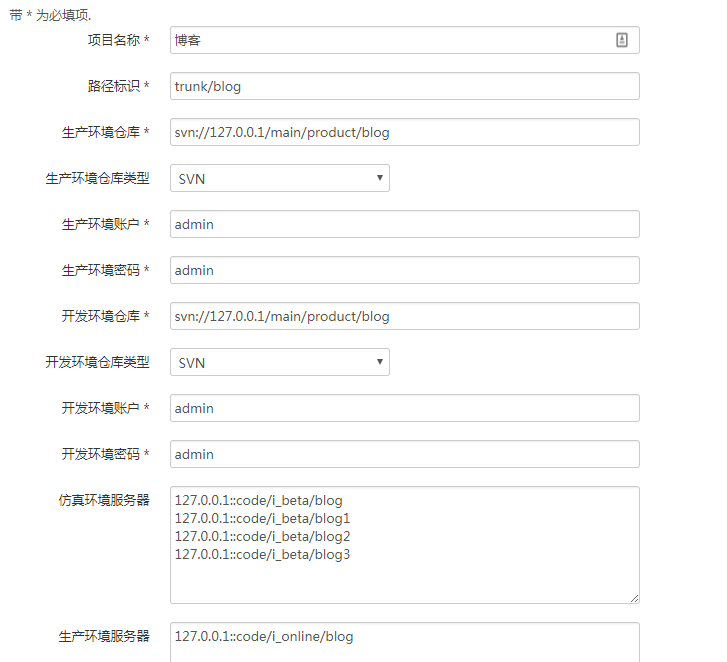 带 * 为必填项.
项目名称 * 博客
路径标识 * trunk/blog
生产环境仓库 * svn://127.0.0.1/main/product/blog
生产环境仓库类型 SVN
生产环境账户 * admin
生产环境密码 * admin
开发环境仓库 * svn://127.0.0.1/main/product/blog
开发环境仓库类型 SVN
开发环境账户 * admin
开发环境密码 * admin
仿真环境服务器 127.0.0.1::code/i_beta/blog
127.0.0.1::code/i_beta/blog1
127.0.0.1::code/i_beta/blog2
127.0.0.1::code/i_beta/blog3
生产环境服务器 127.0.0.1::code/i_online/blog